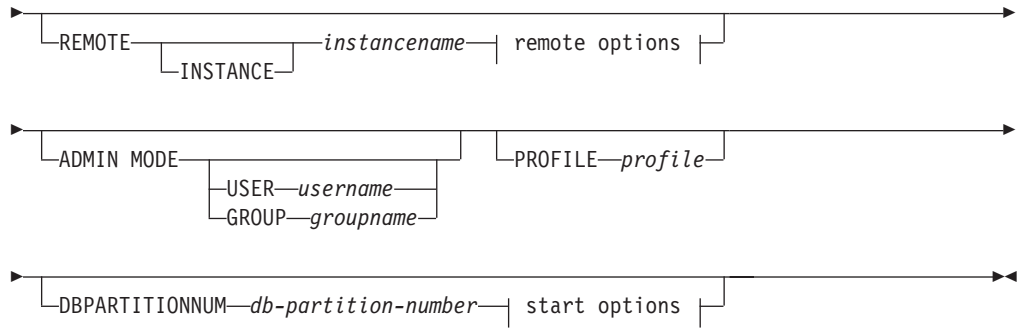 REMOTE instancename remote options
INSTANCE
ADMIN MODE PROFILE profile
USER username
GROUP groupname
DBPARTITIONNUM db-partition-number start options